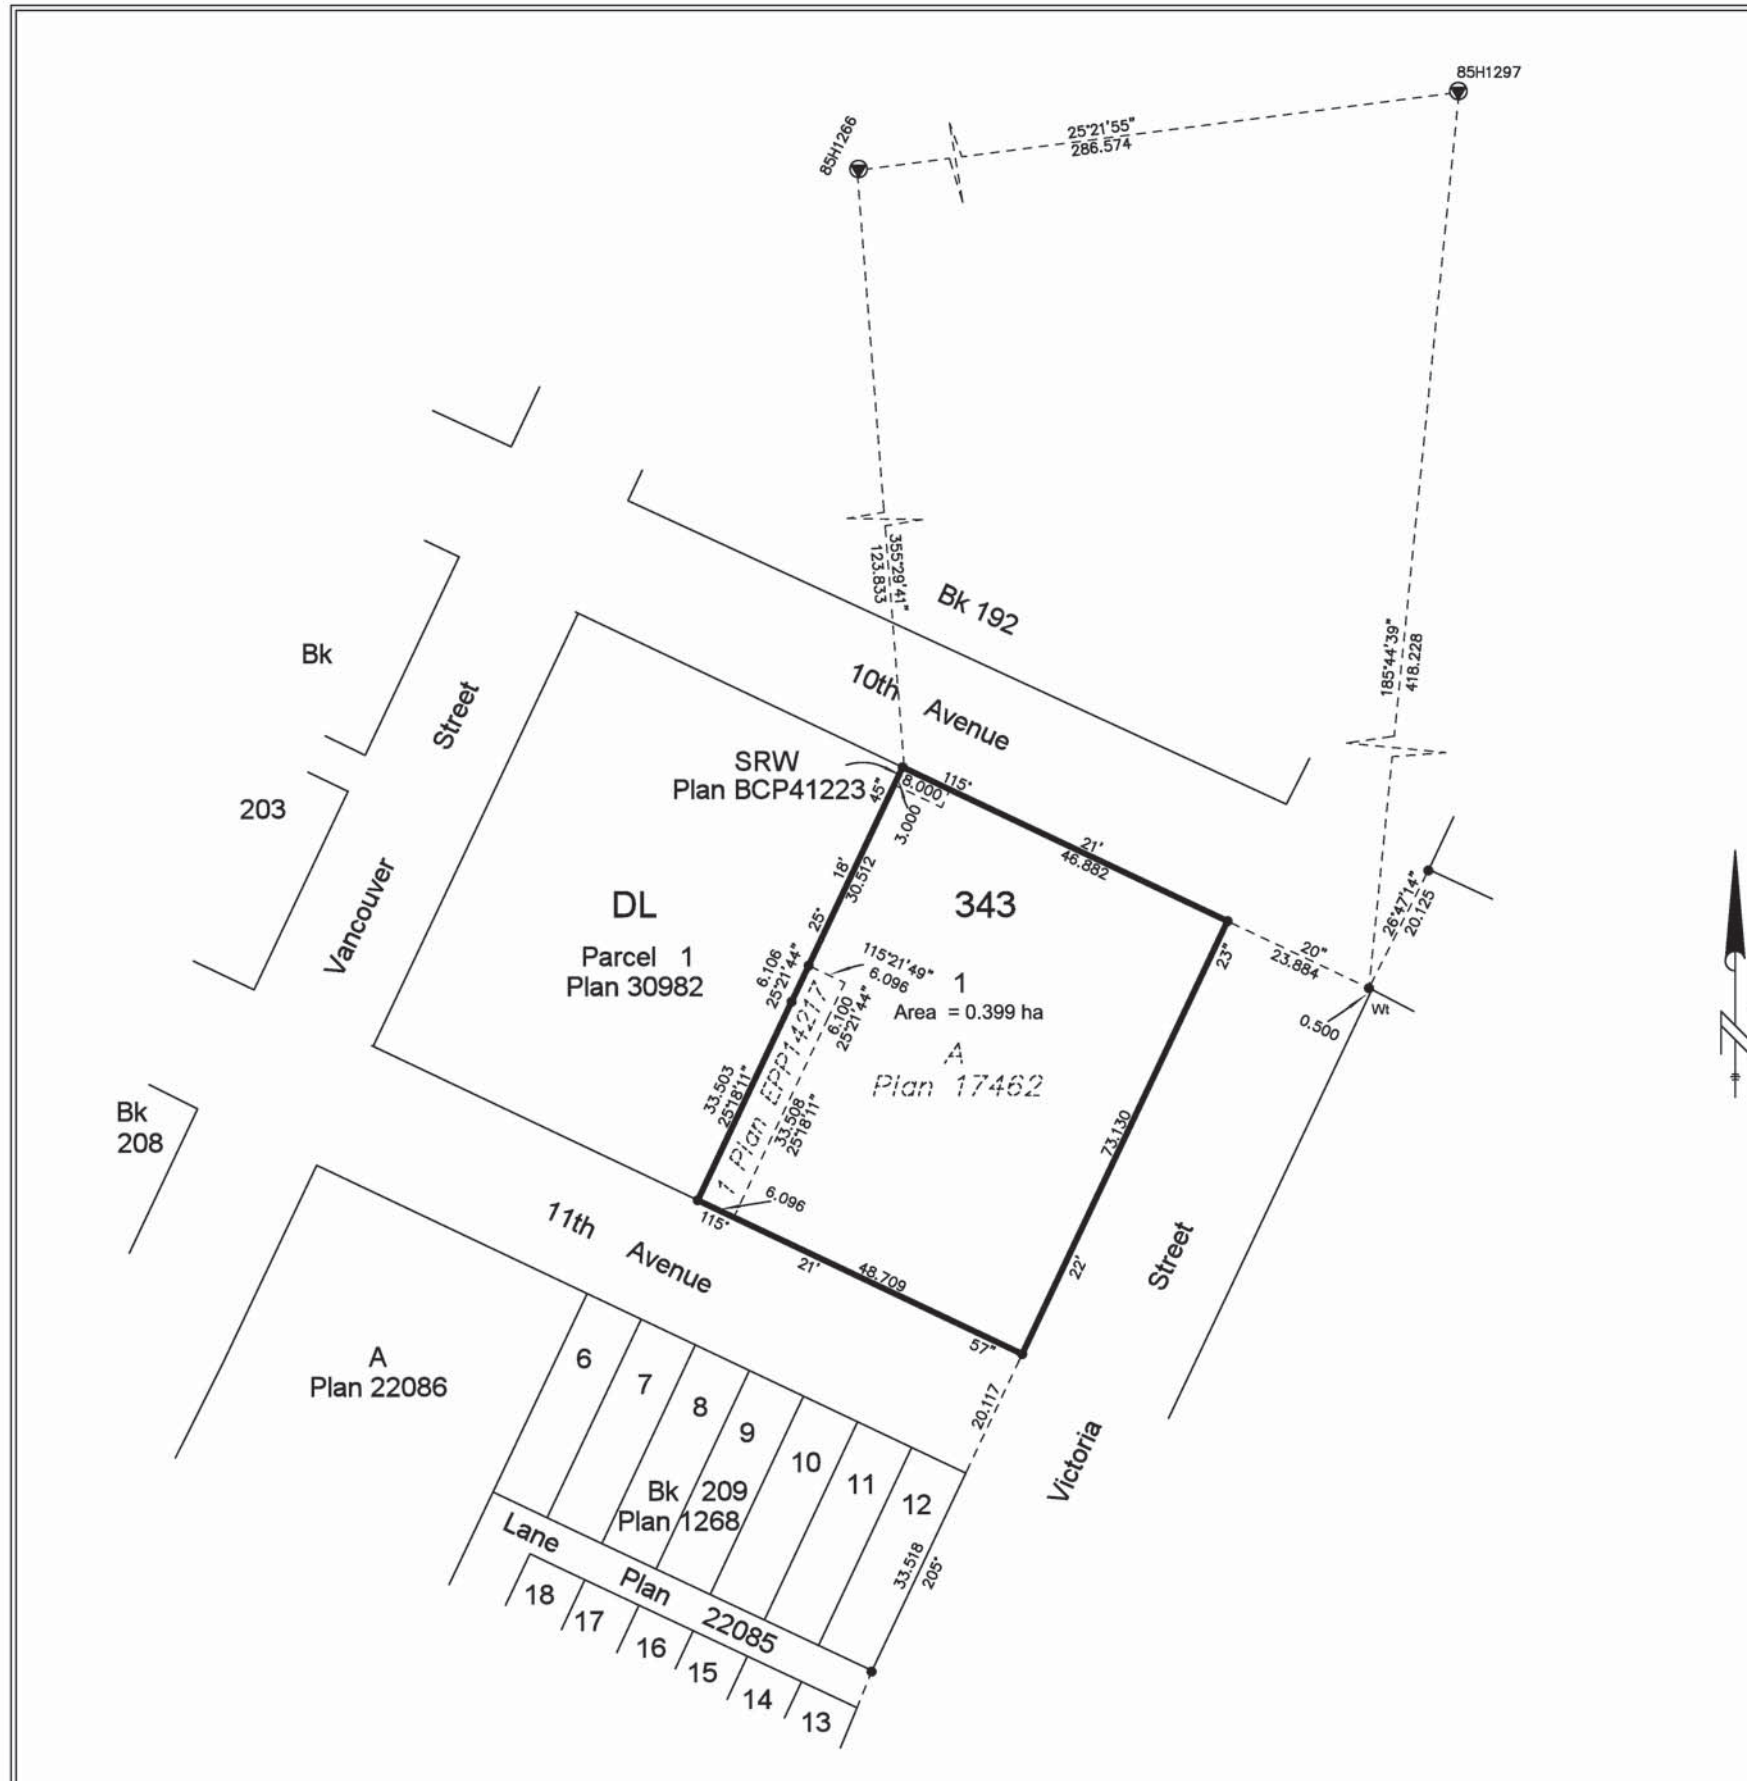 85H1297
85H1266
25°21'55"
286.574
355°29'41"
123.833
185°44'39"
418.228
Bk 192
10th Avenue
Bk
203
Vancouver Street
SRW
Plan BCP41223
8.000
3.000
115° 21' 20"
46.882
23.884
45"
18'
25°
30.512
DL 343
Parcel 1
Plan 30982
6.106
25°21'44"
115°21'49"
6.096
6.100
25°21'44"
1
Area = 0.399 ha
A
Plan 17462
1 Plan EPP14217
33.503
25°18'11"
33.508
25°18'11"
26°47'14"
20.125
0.500
Wt
23"
73.130
22'
Bk
208
6.096
115° 21' 57"
48.709
11th Avenue
Victoria Street
20.117
A
Plan 22086
6
7
8
9
10
11
12
Bk 209
Plan 1268
33.518
205°
Lane Plan 22085
18
17
16
15
14
13